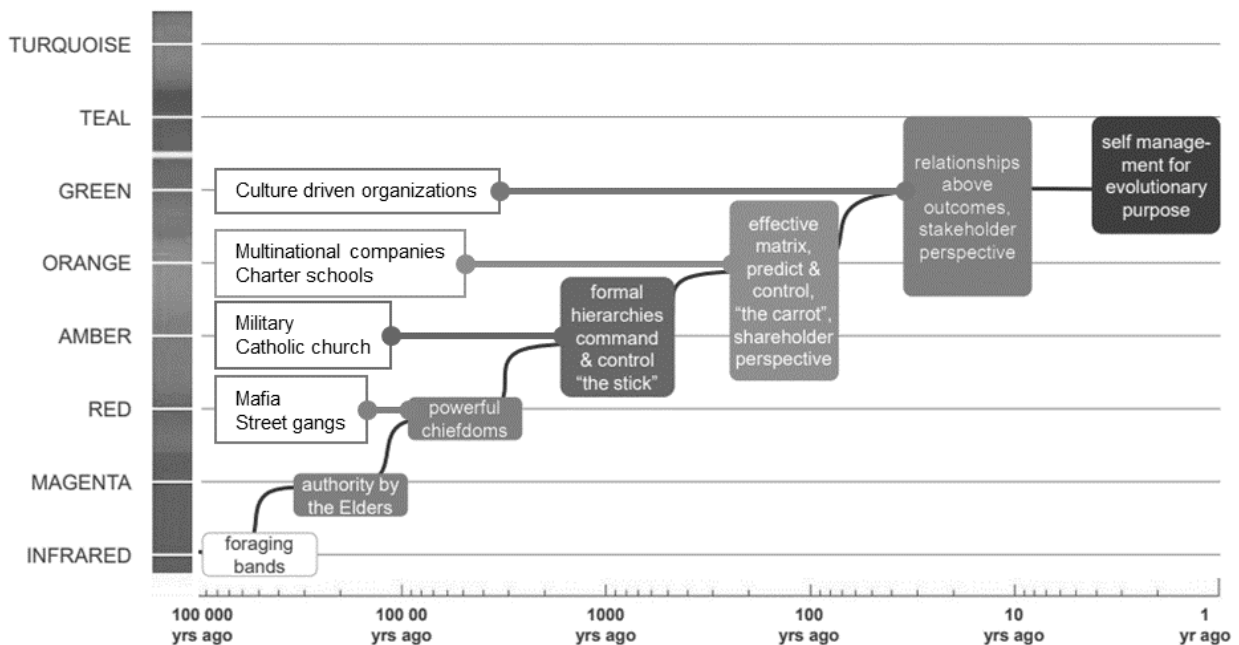 TURQUOISE
TEAL
GREEN
ORANGE
AMBER
RED
MAGENTA
INFRARED
Culture driven organizations
Multinational companies
Charter schools
Military
Catholic church
Mafia
Street gangs
foraging
bands
authority by
the Elders
powerful
chiefdoms
formal
hierarchies
command
& control
“the stick”
effective
matrix,
predict &
control,
“the carrot”,
shareholder
perspective
relationships
above
outcomes,
stakeholder
perspective
self manage-
ment for
evolutionary
purpose
100 000
yrs ago
100 00
yrs ago
1000
yrs ago
100
yrs ago
10
yrs ago
1
yr ago